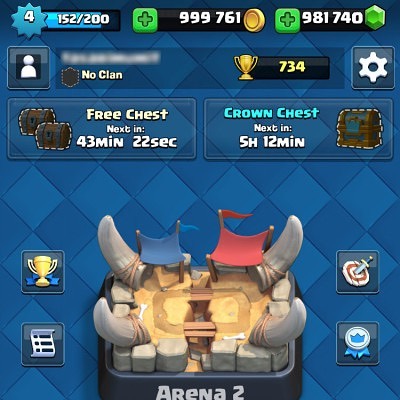 4 152/200 999 761 981 740
No Clan
734
Free Chest
Next in:
43min 22sec
Crown Chest
Next in:
5h 12min
Arena 2